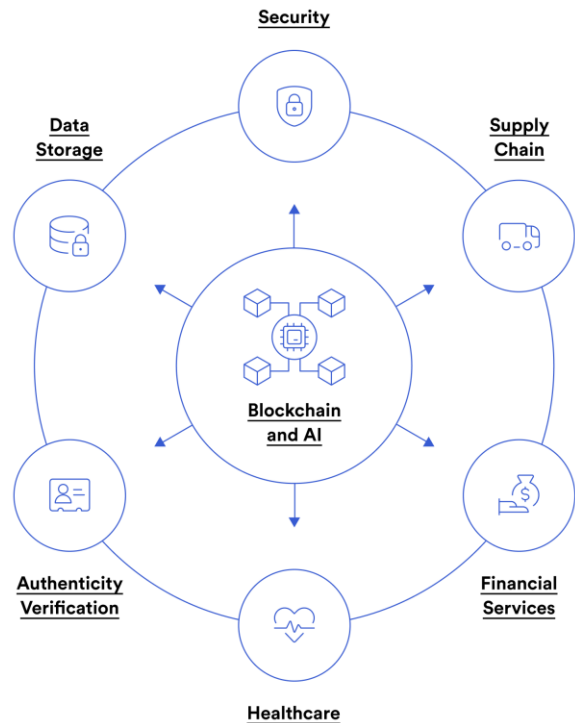 Security
Data
Storage
Supply
Chain
Blockchain
and AI
Authenticity
Verification
Financial
Services
Healthcare
$